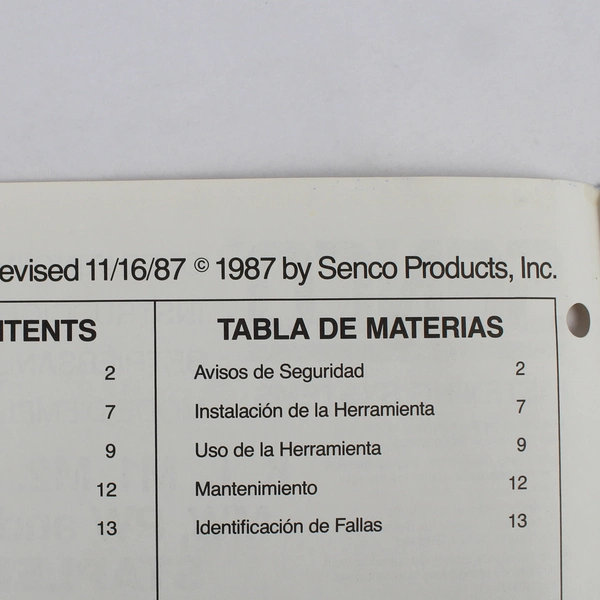 evised 11/16/87 © 1987 by Senco Products, Inc.
NTENTS
2
7
9
12
13
TABLA DE MATERIAS
Avisos de Seguridad 2
Instalación de la Herramienta 7
Uso de la Herramienta 9
Mantenimiento 12
Identificación de Fallas 13